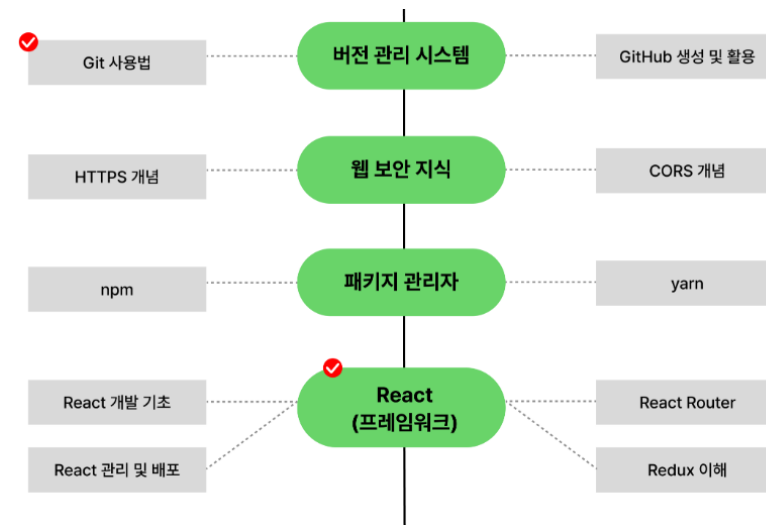 Git 사용법
버전 관리 시스템
GitHub 생성 및 활용
HTTPS 개념
웹 보안 지식
CORS 개념
npm
패키지 관리자
yarn
React 개발 기초
React
(프레임워크)
React Router
React 관리 및 배포
Redux 이해